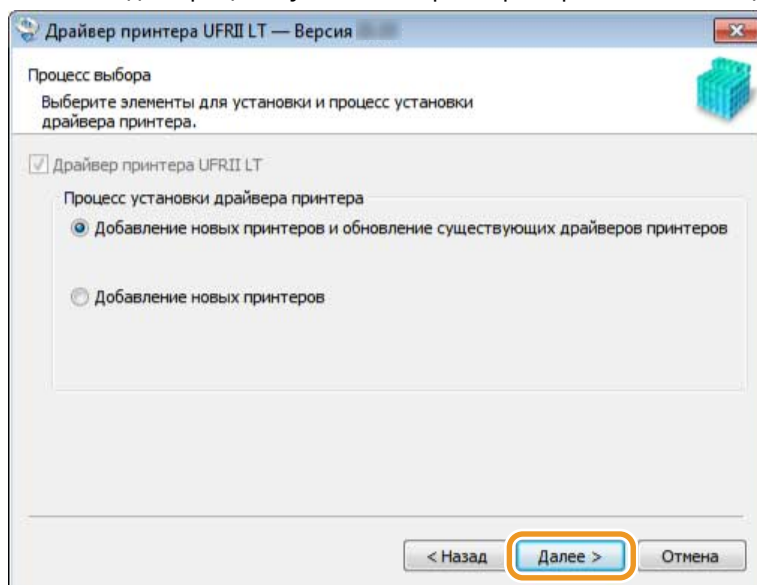 Драйвер принтера UFRII LT — Версия
Процесс выбора
Выберите элементы для установки и процесс установки
драйвера принтера.
Драйвер принтера UFRII LT
Процесс установки драйвера принтера
Добавление новых принтеров и обновление существующих драйверов принтеров
Добавление новых принтеров
< Назад
Далее >
Отмена